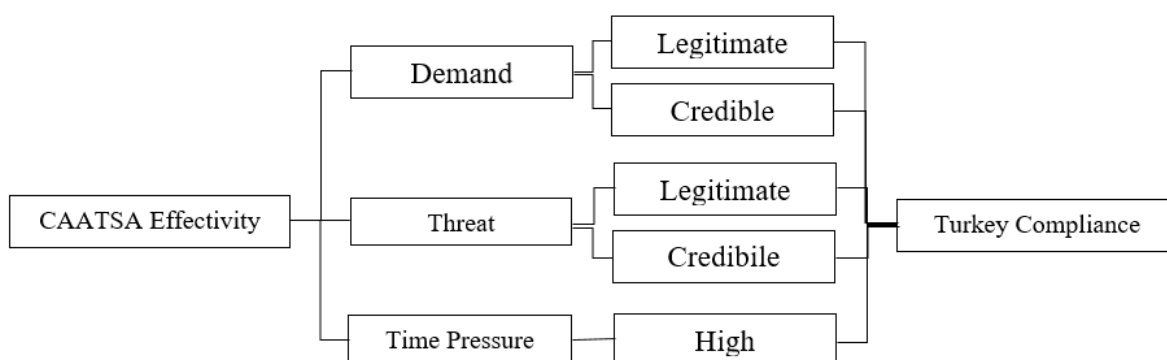 CAATSA Effectivity
Demand
Legitimate
Credible
Threat
Legitimate
Credibile
Time Pressure
High
Turkey Compliance